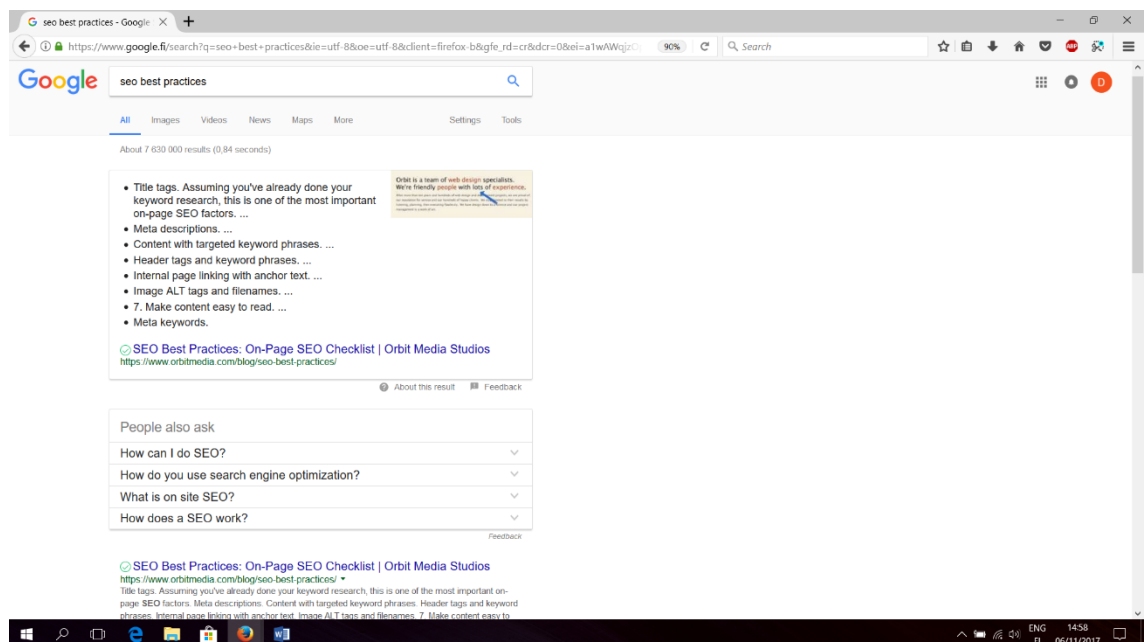 seo best practices - Google
https://www.google.fi/search?q=seo+best+practices&ie=utf-8&oe=utf-8&client=firefox-b&gfe_rd=cr&dcr=0&ei=a1wAWqjzO
90%
Search
ABP
Google
seo best practices
D
All Images Videos News Maps More Settings Tools
About 7 630 000 results (0,84 seconds)
• Title tags. Assuming you've already done your
keyword research, this is one of the most important
on-page SEO factors. ...
• Meta descriptions. ...
• Content with targeted keyword phrases. ...
• Header tags and keyword phrases. ...
• Internal page linking with anchor text. ...
• Image ALT tags and filenames. ...
• 7. Make content easy to read. ...
• Meta keywords.
Orbit is a team of web design specialists.
We're friendly people with lots of experience.
SEO Best Practices: On-Page SEO Checklist | Orbit Media Studios
https://www.orbitmedia.com/blog/seo-best-practices/
About this result Feedback
People also ask
How can I do SEO?
How do you use search engine optimization?
What is on site SEO?
How does a SEO work?
Feedback
SEO Best Practices: On-Page SEO Checklist | Orbit Media Studios
https://www.orbitmedia.com/blog/seo-best-practices/
Title tags. Assuming you've already done your keyword research, this is one of the most important on-
page SEO factors. Meta descriptions. Content with targeted keyword phrases. Header tags and keyword
phrases. Internal page linking with anchor text. Image ALT tags and filenames. 7. Make content easy to
ENG 14:58
FI 06/11/2017